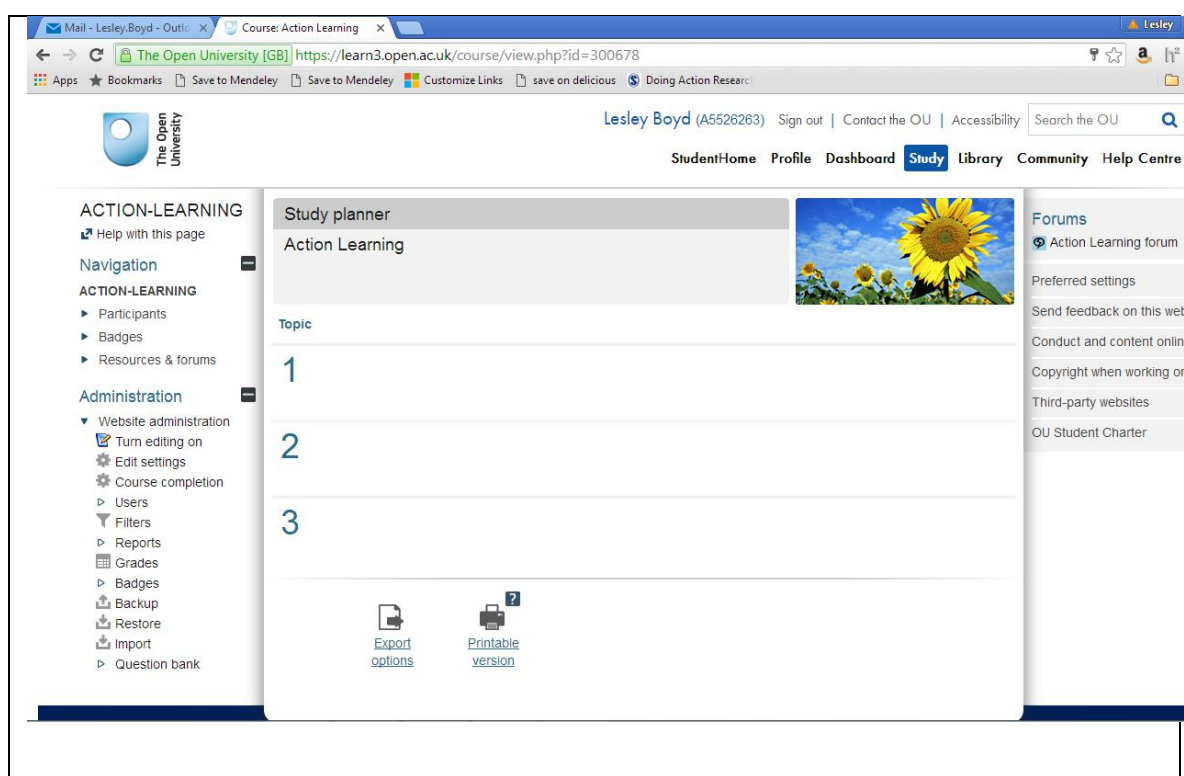 Mail - Lesley.Boyd - Outlo
Course: Action Learning
Lesley
The Open University [GB] https://learn3.open.ac.uk/course/view.php?id=300678
Apps Bookmarks Save to Mendeley Save to Mendeley Customize Links save on delicious Doing Action Researc
The Open
University
Lesley Boyd (A5526263) Sign out | Contact the OU | Accessibility Search the OU
StudentHome Profile Dashboard Study Library Community Help Centre
ACTION-LEARNING
Help with this page
Navigation
ACTION-LEARNING
Participants
Badges
Resources & forums
Administration
Website administration
Turn editing on
Edit settings
Course completion
Users
Filters
Reports
Grades
Badges
Backup
Restore
Import
Question bank
Study planner
Action Learning
Topic
1
2
3
Export
options
?
Printable
version
Forums
Action Learning forum
Preferred settings
Send feedback on this wet
Conduct and content onlin
Copyright when working or
Third-party websites
OU Student Charter